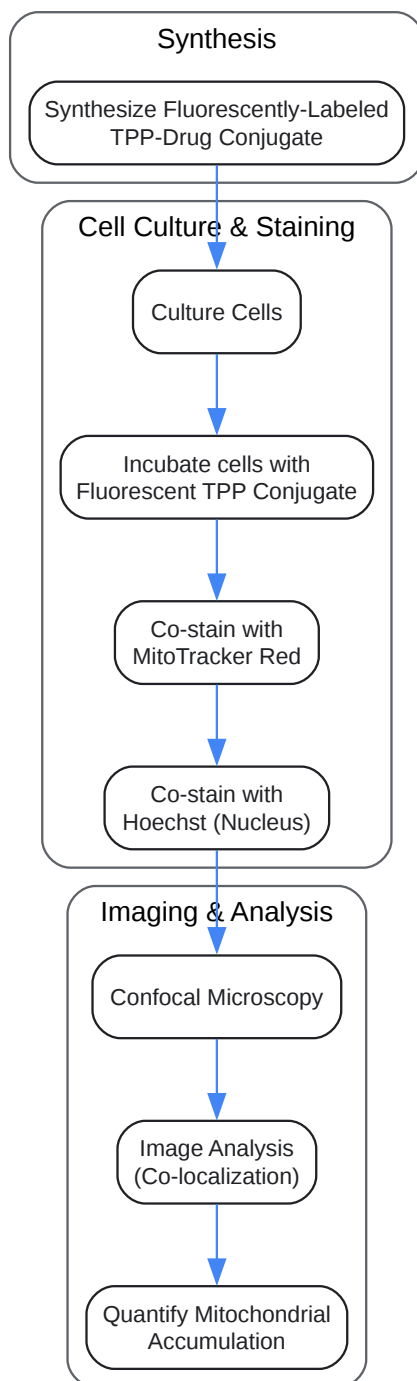 Synthesis
Synthesize Fluorescently-Labeled
TPP-Drug Conjugate
Cell Culture & Staining
Culture Cells
Incubate cells with
Fluorescent TPP Conjugate
Co-stain with
MitoTracker Red
Co-stain with
Hoechst (Nucleus)
Imaging & Analysis
Confocal Microscopy
Image Analysis
(Co-localization)
Quantify Mitochondrial
Accumulation